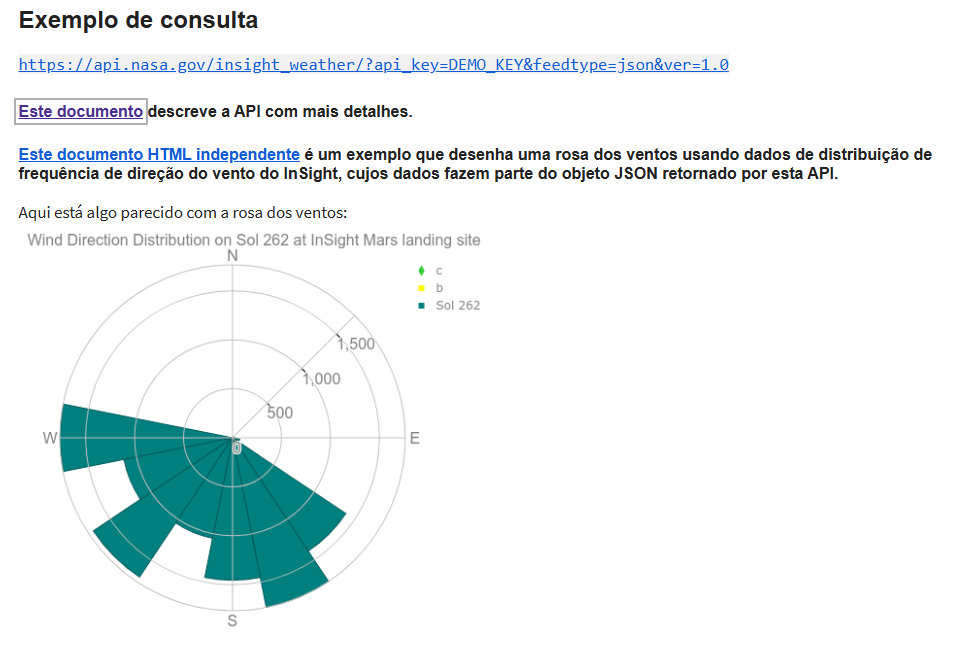 Exemplo de consulta
https://api.nasa.gov/insight_weather/?api_key=DEMO_KEY&feedtype=json&ver=1.0
Este documento descreve a API com mais detalhes.
Este documento HTML independente é um exemplo que desenha uma rosa dos ventos usando dados de distribuição de
frequência de direção do vento do InSight, cujos dados fazem parte do objeto JSON retornado por esta API.
Aqui está algo parecido com a rosa dos ventos:
Wind Direction Distribution on Sol 262 at InSight Mars landing site
N
c
b
Sol 262
1,500
1,000
500
W
0
E
S